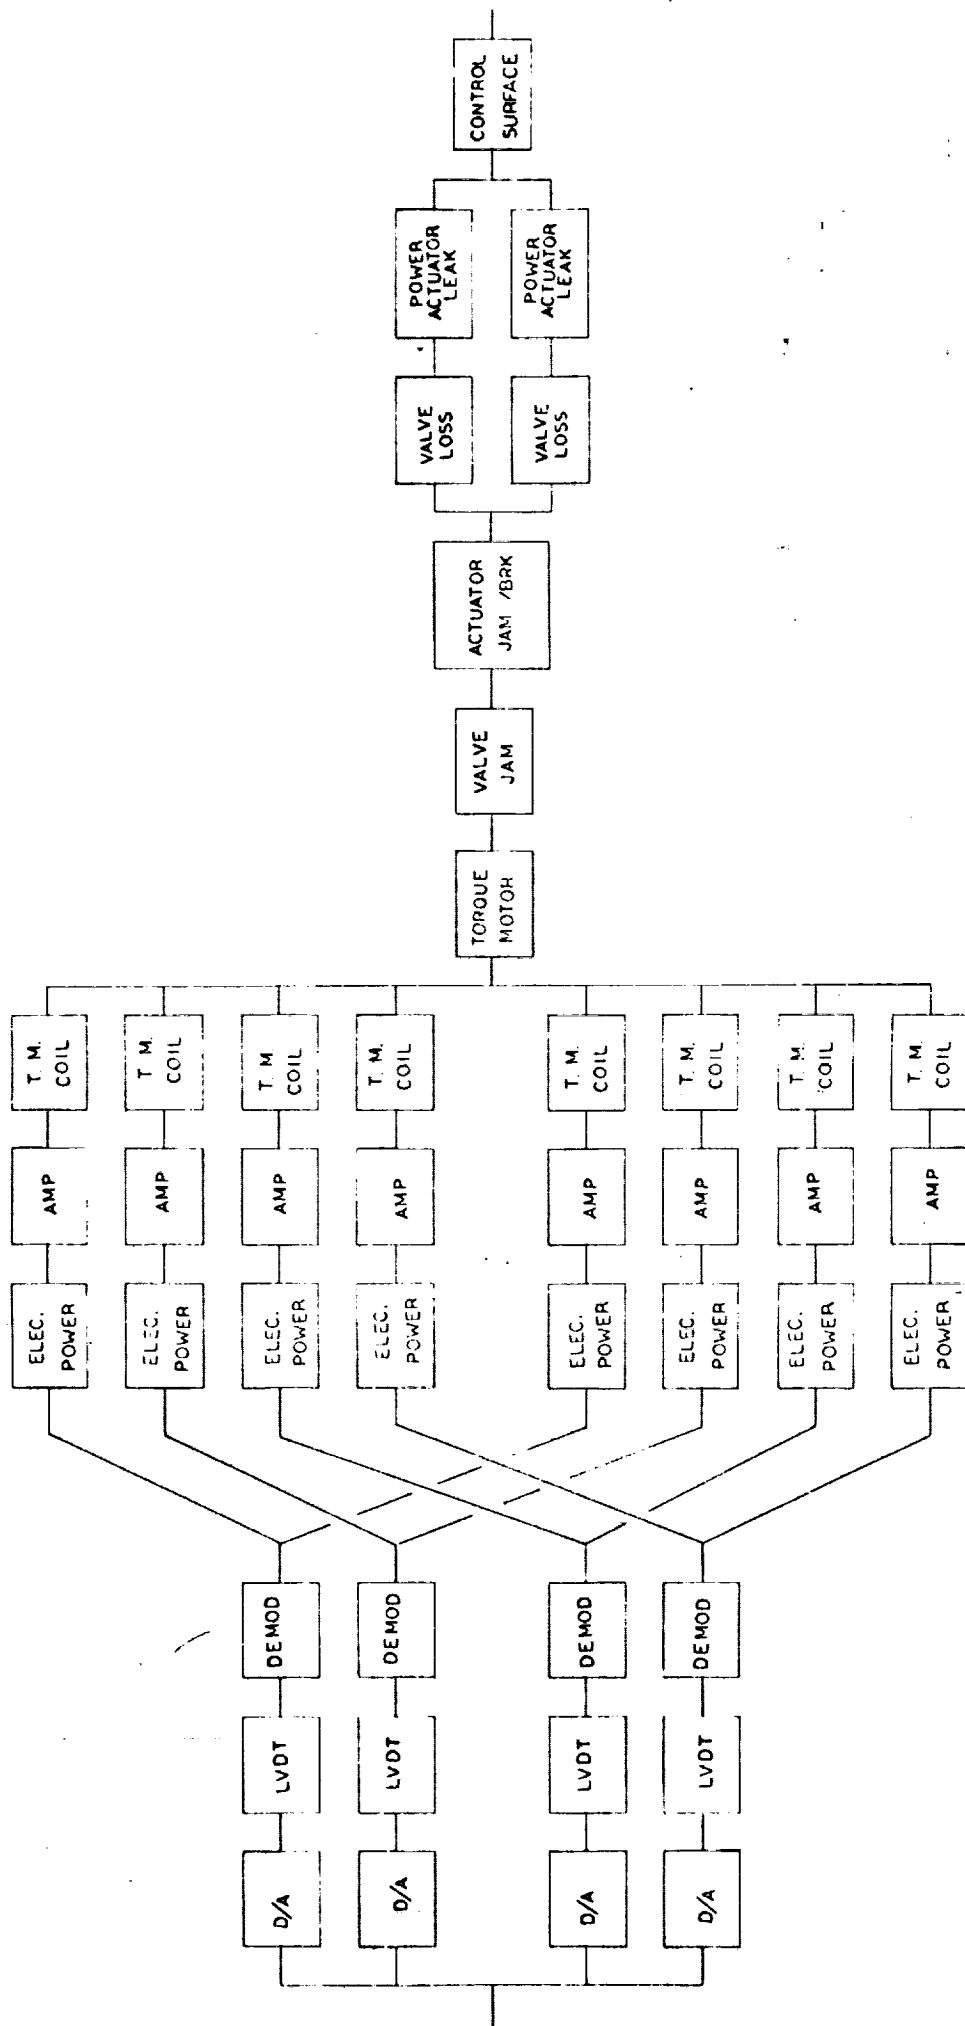 D/A
D/A
D/A
D/A
LVDT
LVDT
LVDT
LVDT
DEMOD
DEMOD
DEMOD
DEMOD
ELEC.
POWER
ELEC.
POWER
ELEC.
POWER
ELEC.
POWER
ELEC.
POWER
ELEC.
POWER
ELEC.
POWER
ELEC.
POWER
AMP
AMP
AMP
AMP
AMP
AMP
AMP
AMP
T. M.
COIL
T. M.
COIL
T. M.
COIL
T. M.
COIL
T. M.
COIL
T. M.
COIL
T. M.
COIL
T. M.
COIL
TORQUE
MOTOR
VALVE
JAM
ACTUATOR
JAM /BRK
VALVE
LOSS
VALVE
LOSS
POWER
ACTUATOR
LEAK
POWER
ACTUATOR
LEAK
CONTROL
SURFACE